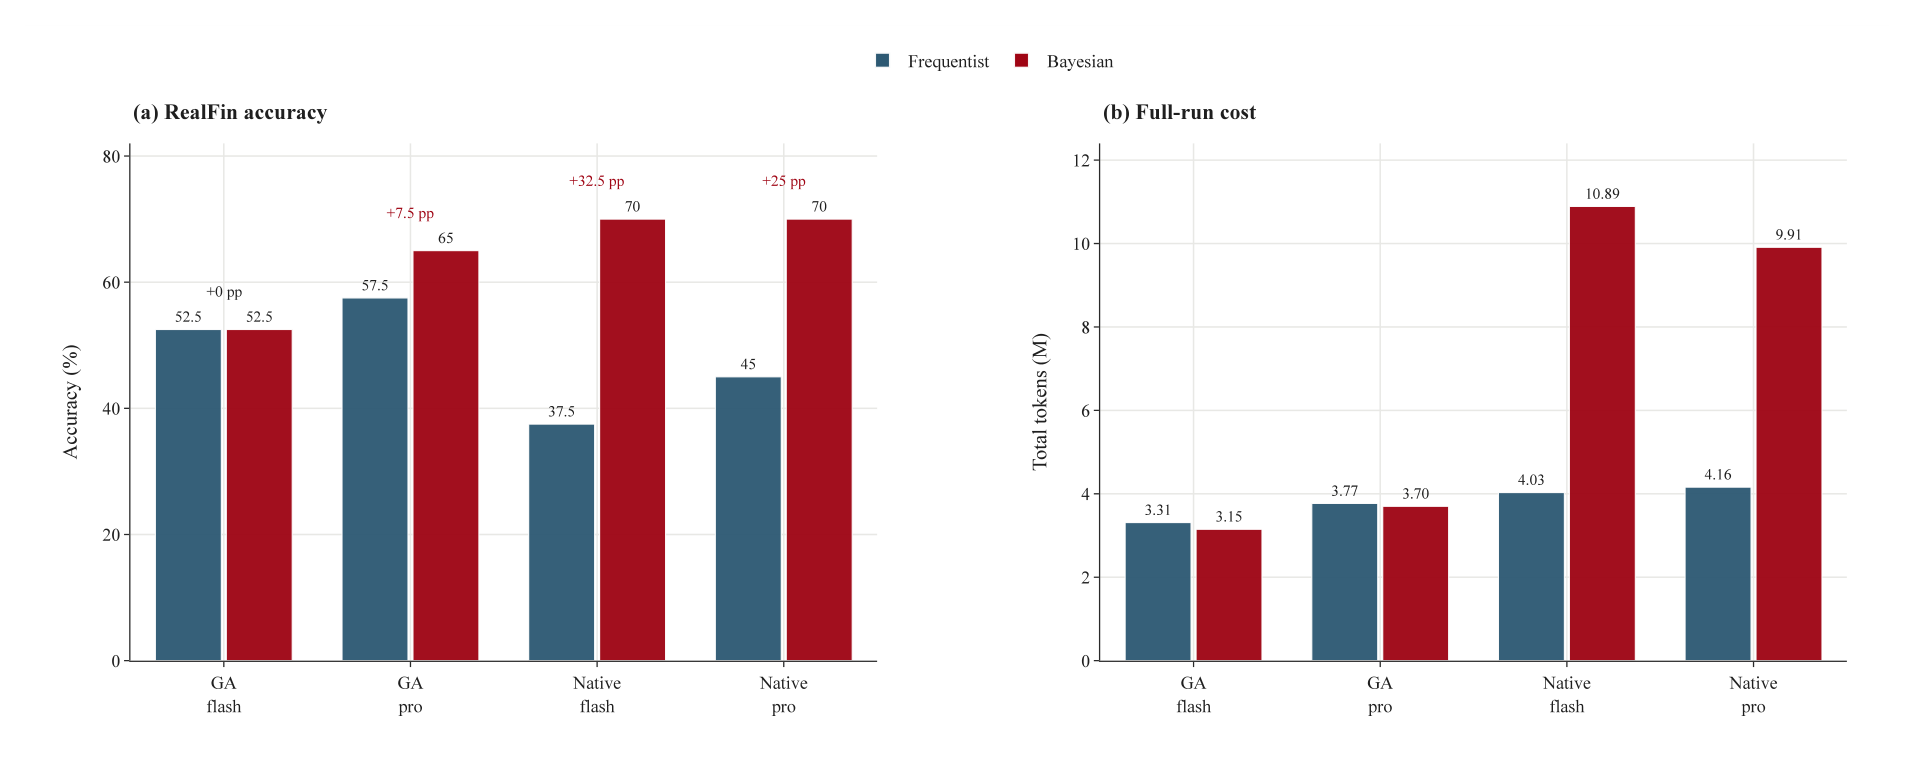 Frequentist Bayesian
(a) RealFin accuracy
Accuracy (%)
80
60
40
20
0
+0 pp
+7.5 pp
+32.5 pp
+25 pp
52.5
52.5
57.5
65
37.5
70
45
70
GA
flash
GA
pro
Native
flash
Native
pro
(b) Full-run cost
Total tokens (M)
12
10
8
6
4
2
0
3.31
3.15
3.77
3.70
4.03
10.89
4.16
9.91
GA
flash
GA
pro
Native
flash
Native
pro